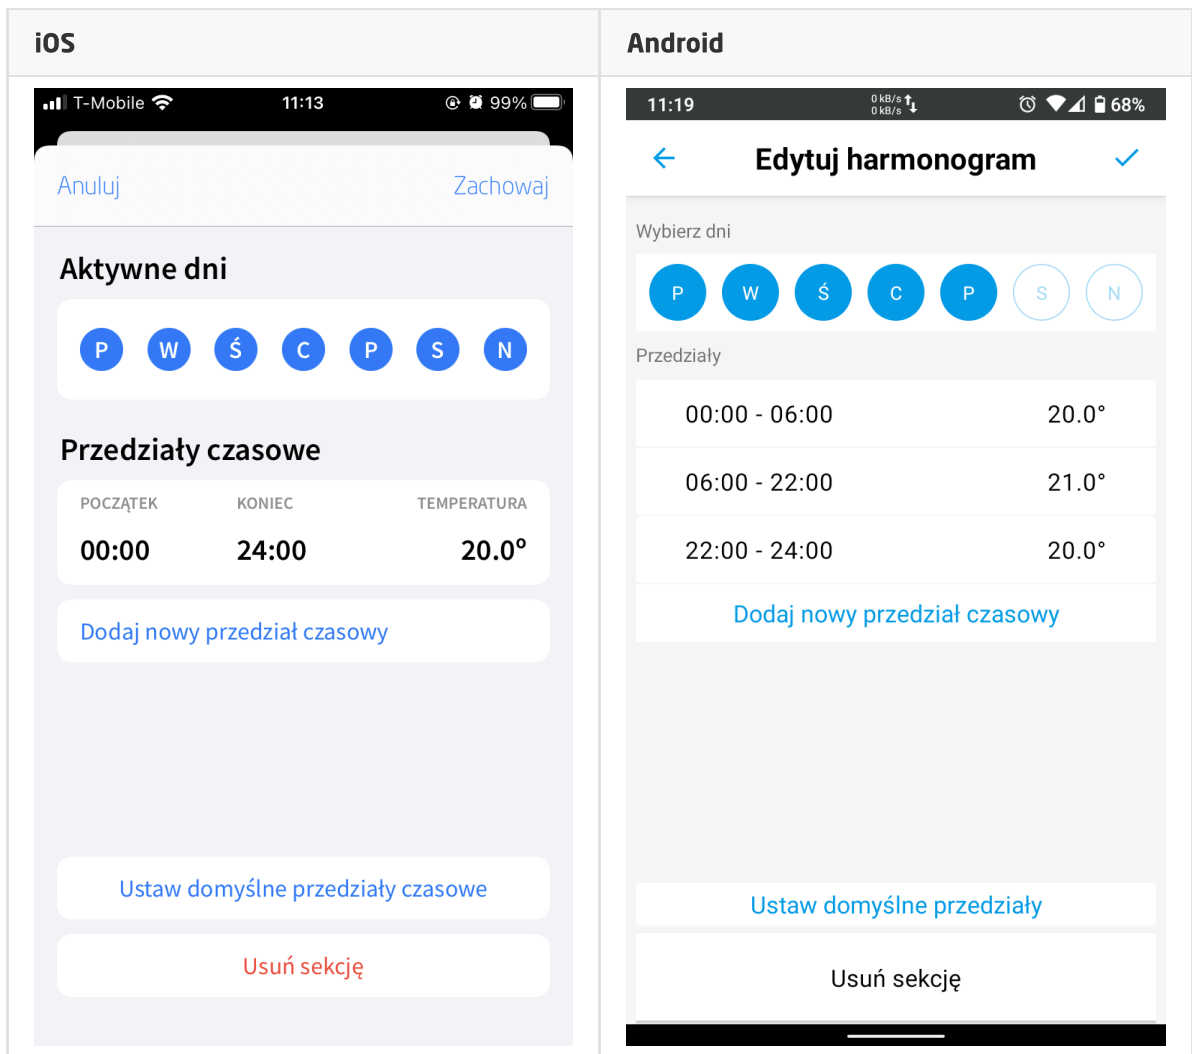 iOS
Android
T-Mobile 11:13 99%
Anuluj Zachowaj
Aktywne dni
P W Ś C P S N
Przedziały czasowe
POCZĄTEK KONIEC TEMPERATURA
00:00 24:00 20.0º
Dodaj nowy przedział czasowy
Ustaw domyślne przedziały czasowe
Usuń sekcję
11:19 0 kB/s 68%
0 kB/s
Edytuj harmonogram
Wybierz dni
P W Ś C P S N
Przedziały
00:00 - 06:00 20.0°
06:00 - 22:00 21.0°
22:00 - 24:00 20.0°
Dodaj nowy przedział czasowy
Ustaw domyślne przedziały
Usuń sekcję